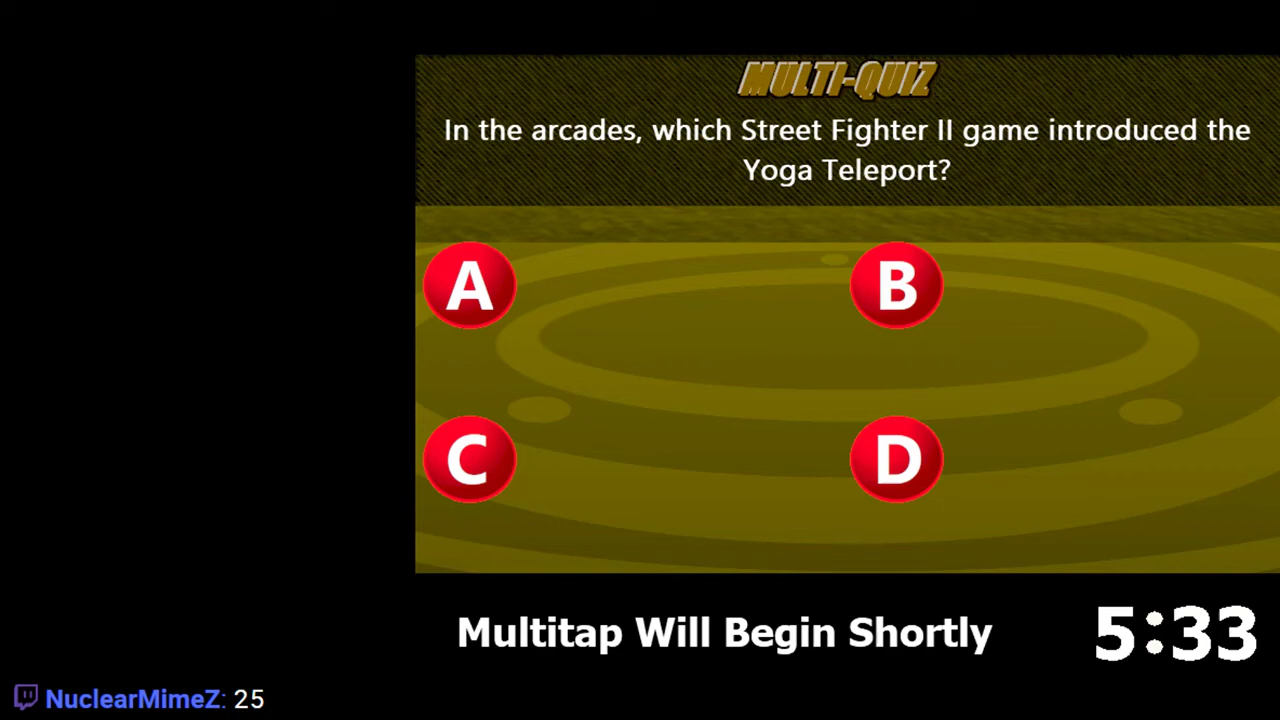 MULTI-QUIZ
In the arcades, which Street Fighter II game introduced the
Yoga Teleport?
A
B
C
D
Multitap Will Begin Shortly
5:33
NuclearMimeZ: 25